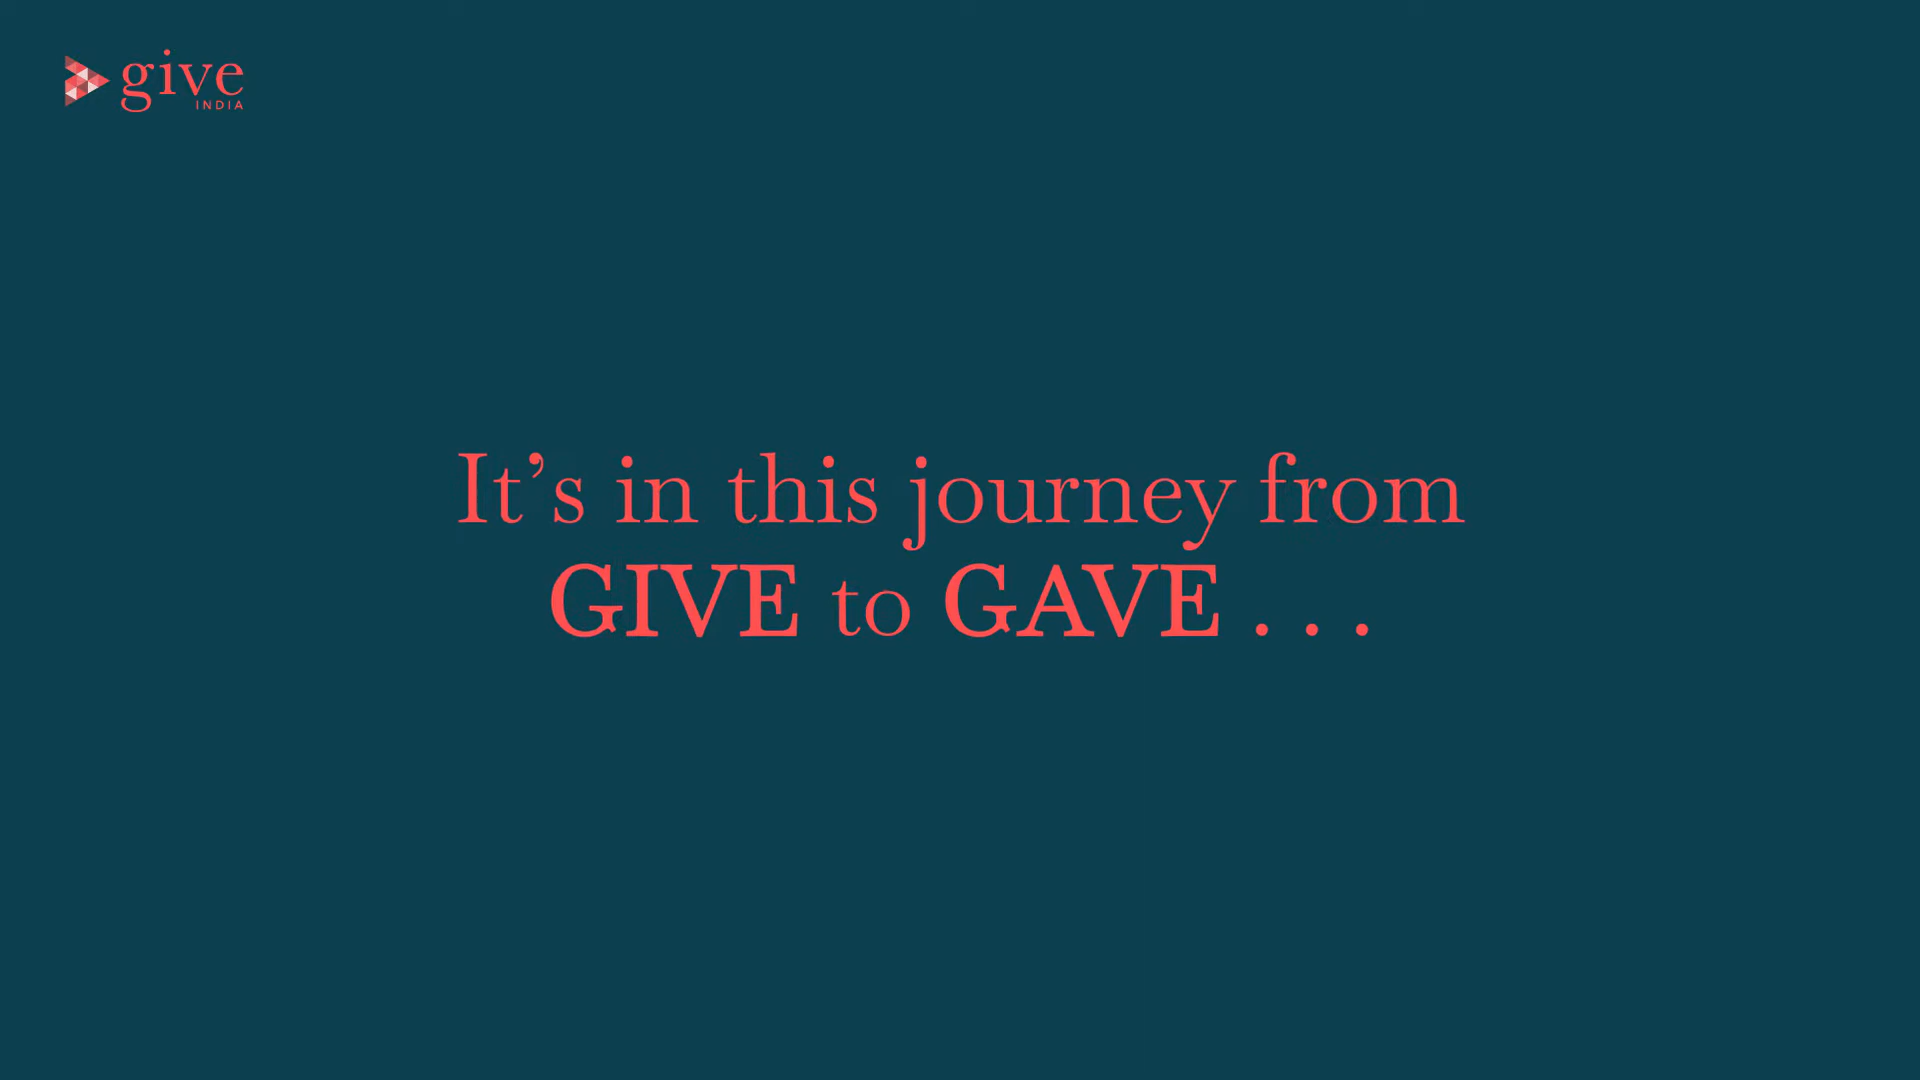 give
INDIA
It’s in this journey from
GIVE to GAVE . . .